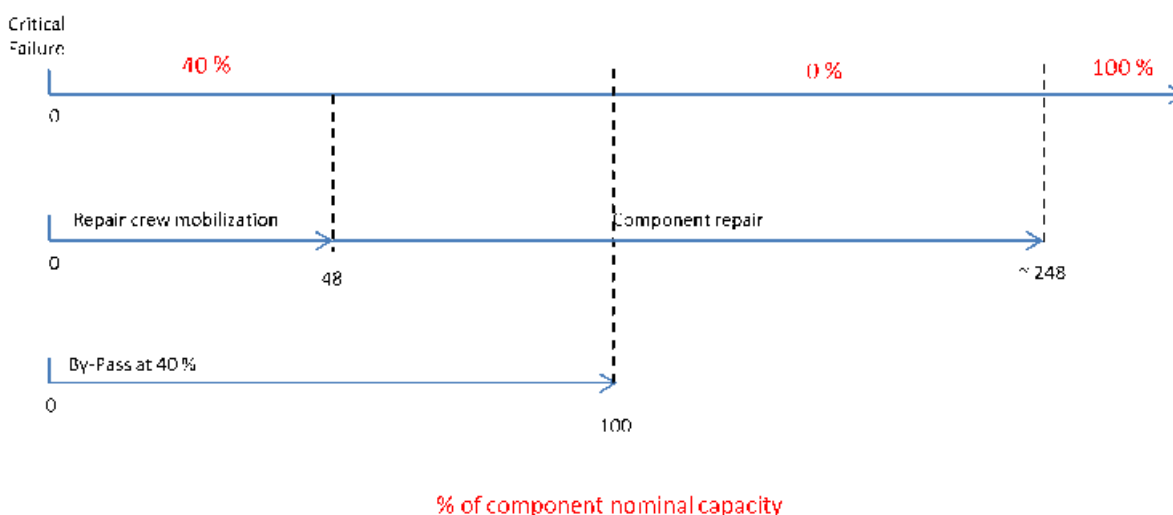 Critical
Failure
40 %
0 %
100 %
0
Repair crew mobilization
Component repair
0
48
~ 248
By-Pass at 40 %
0
100
% of component nominal capacity